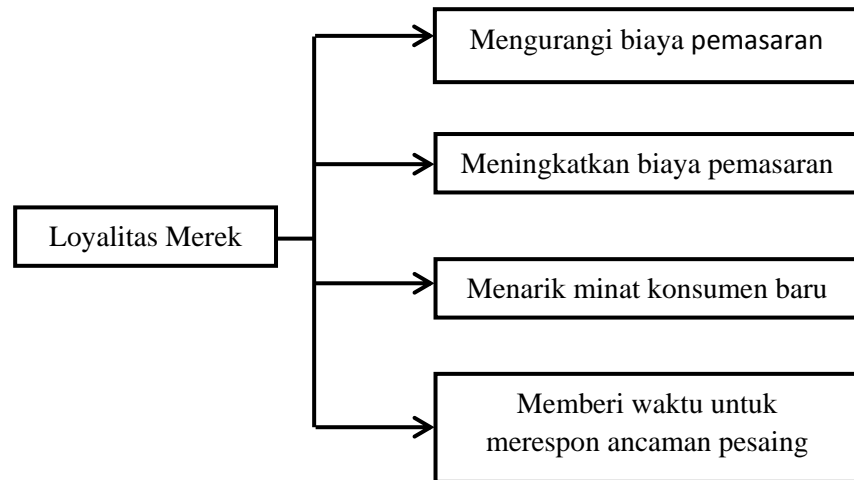 Mengurangi biaya pemasaran
Meningkatkan biaya pemasaran
Loyalitas Merek
Menarik minat konsumen baru
Memberi waktu untuk
merespon ancaman pesaing